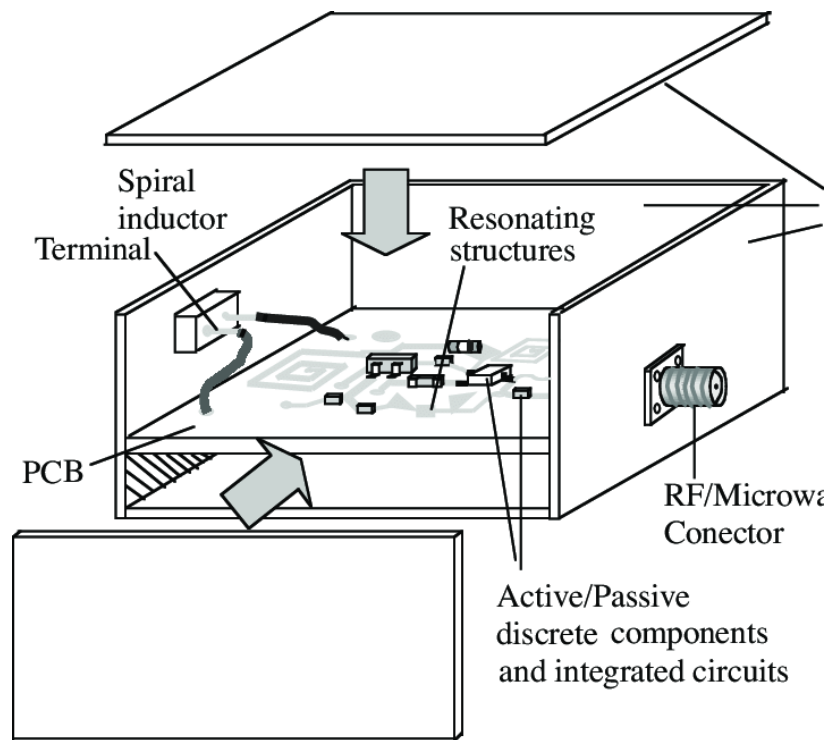 Spiral
inductor
Terminal
Resonating
structures
PCB
RF/Microwa
Conector
Active/Passive
discrete components
and integrated circuits